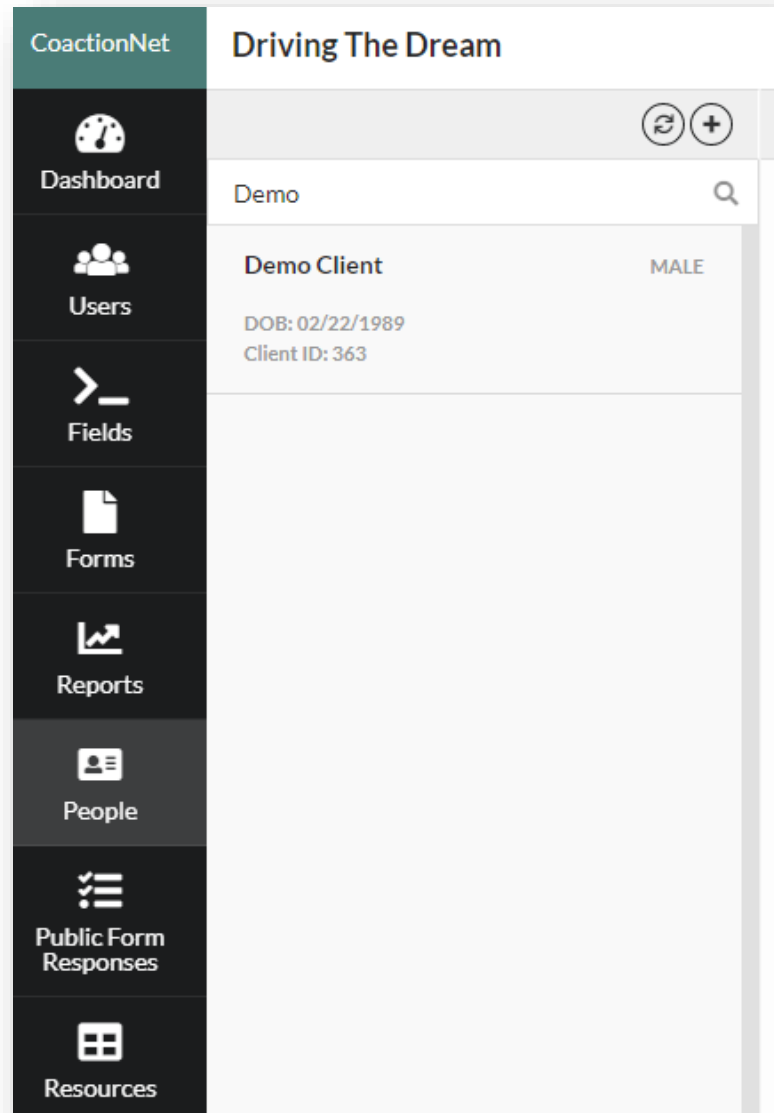 CoactionNet
Driving The Dream
Dashboard
Users
Fields
Forms
Reports
People
Public Form
Responses
Resources
Demo
Demo Client MALE
DOB: 02/22/1989
Client ID: 363